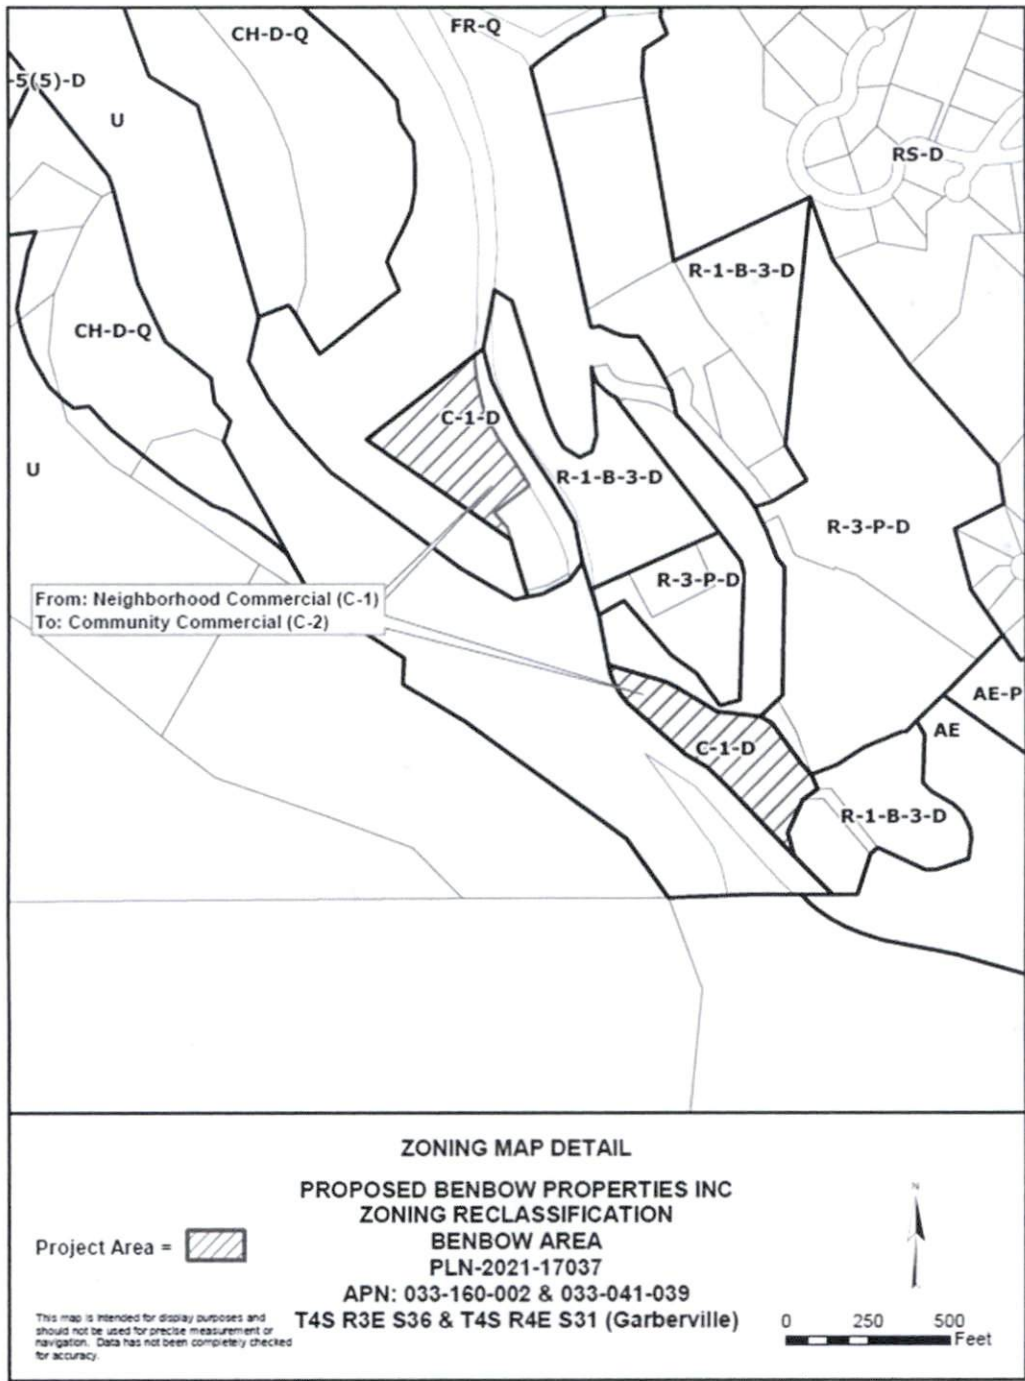 CH-D-Q
FR-Q
-5(5)-D
U
RS-D
R-1-B-3-D
CH-D-Q
C-1-D
U
R-1-B-3-D
R-3-P-D
R-3-P-D
From: Neighborhood Commercial (C-1)
To: Community Commercial (C-2)
AE-P
AE
C-1-D
R-1-B-3-D
ZONING MAP DETAIL
PROPOSED BENBOW PROPERTIES INC
ZONING RECLASSIFICATION
BENBOW AREA
PLN-2021-17037
APN: 033-160-002 & 033-041-039
T4S R3E S36 & T4S R4E S31 (Garberville)
Project Area =
This map is intended for display purposes and
should not be used for precise measurement or
navigation. Data has not been completely checked
for accuracy.
N
0 250 500
Feet